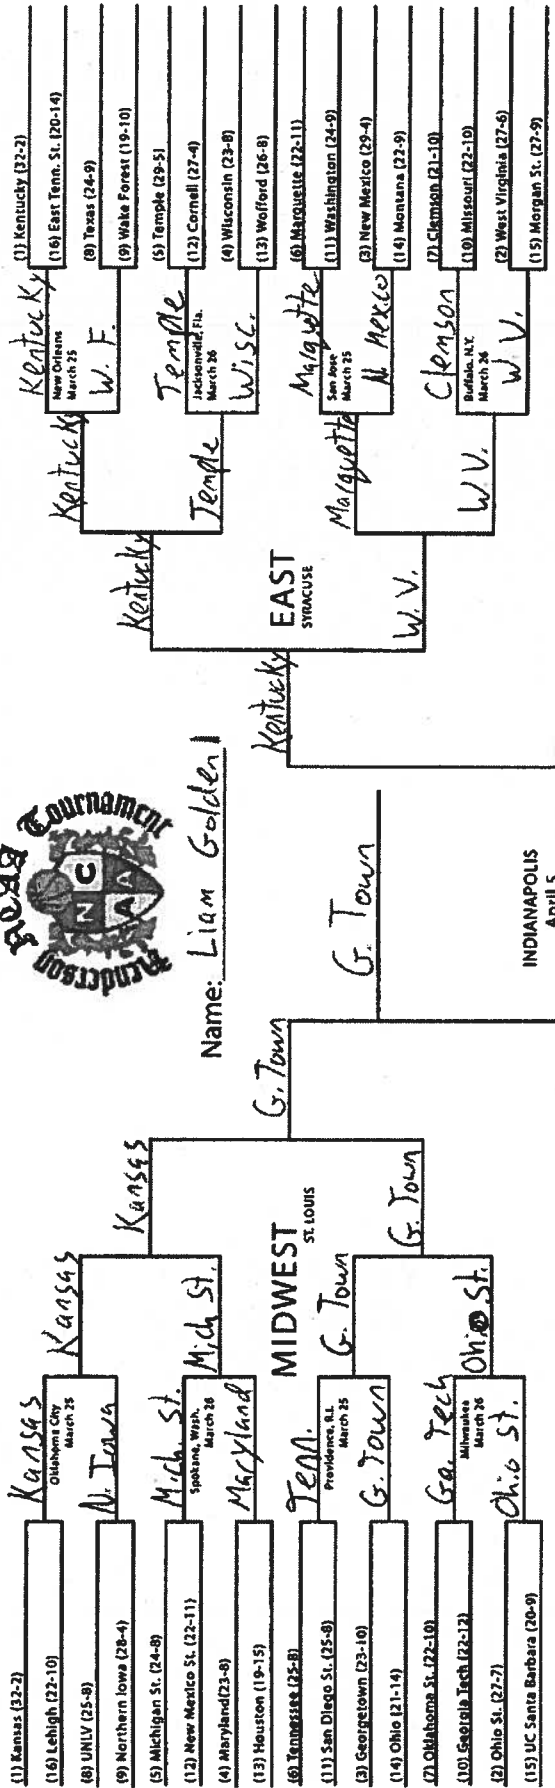 (1) Kansas (32-2)
(16) Lehigh (22-10)
(8) UNLV (25-8)
(9) Northern Iowa (28-4)
(5) Michigan St. (24-8)
(12) New Mexico St. (22-11)
(4) Maryland(23-8)
(13) Houston (19-15)
(6) Tennessee (25-8)
(11) San Diego St. (25-8)
(3) Georgetown (23-10)
(14) Ohio (21-14)
(7) Oklahoma St. (22-10)
(10) Georgia Tech (22-12)
(2) Ohio St. (27-7)
(15) UC Santa Barbara (20-9)
Kansas
Oklahoma City
March 25
N. Iowa
Mich St.
Spokane, Wash.
March 26
Maryland
Tenn.
Providence, R.I.
March 25
G. Town
Ga. Tech
Milwaukee
March 26
Ohio St.
Kansas
Mich St.
G. Town
Ohio St.
Kansas
G. Town
MIDWEST
ST. LOUIS
G. Town
G. Town
Henderson
NCAA
Tournament
Name: Liam Golden
INDIANAPOLIS
April 5
Kentucky
EAST
SYRACUSE
Kentucky
W.V.
Kentucky
Temple
Marquette
W V.
Kentucky
New Orleans
March 25
W. F.
Temple
Jacksonville, Fla.
March 26
Wisc.
Marquette
San Jose
March 25
N. Mexico
Clemson
Buffalo, N.Y.
March 26
W V.
(1) Kentucky (32-2)
(16) East Tenn. St. (20-14)
(8) Texas (24-9)
(9) Wake Forest (19-10)
(5) Temple (29-5)
(12) Cornell (27-4)
(4) Wisconsin (23-8)
(13) Wofford (26-8)
(6) Marquette (22-11)
(11) Washington (24-9)
(3) New Mexico (29-4)
(14) Montana (22-9)
(7) Clemson (21-10)
(10) Missouri (22-10)
(2) West Virginia (27-6)
(15) Morgan St. (27-9)